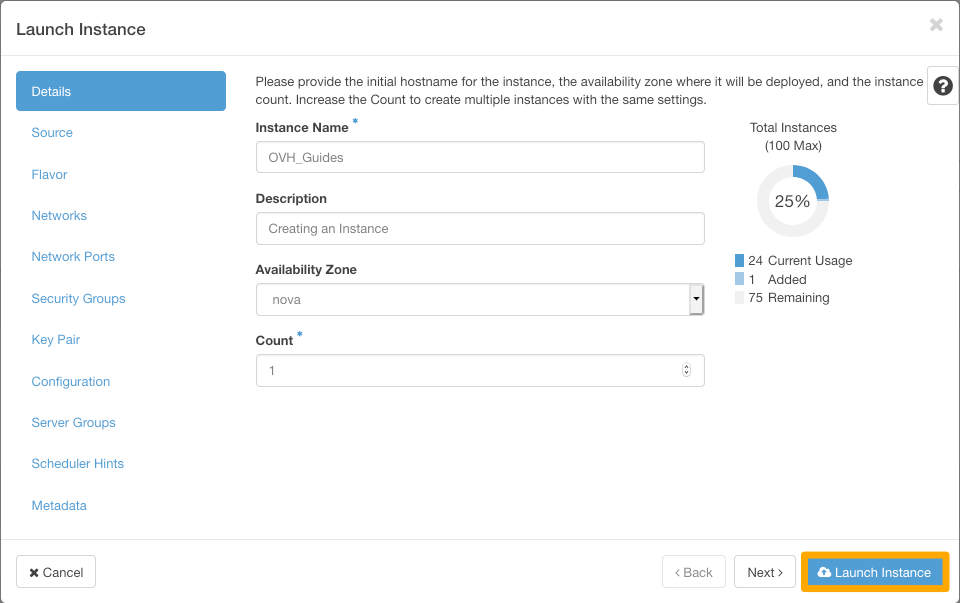 Launch Instance
Details
Source
Flavor
Networks
Network Ports
Security Groups
Key Pair
Configuration
Server Groups
Scheduler Hints
Metadata
Please provide the initial hostname for the instance, the availability zone where it will be deployed, and the instance
count. Increase the Count to create multiple instances with the same settings.
Instance Name *
OVH_Guides
Description
Creating an Instance
Availability Zone
nova
Count *
1
Total Instances
(100 Max)
25%
24 Current Usage
1 Added
75 Remaining
?
✖ Cancel
‹ Back
Next ›
Launch Instance